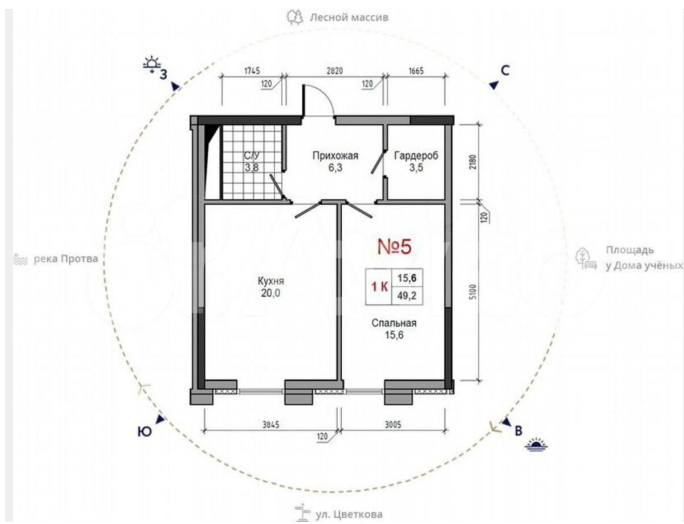 Лесной массив
З
С
1745
2820
1665
120
120
С/У
3.8
Прихожая
6,3
Гардероб
3,5
2180
120
№5
1 К
15,6
49,2
Кухня
20,0
Спальная
15,6
5100
река Протва
Площадь
у Дома учёных
Ю
В
3845
3005
120
ул. Цветкова